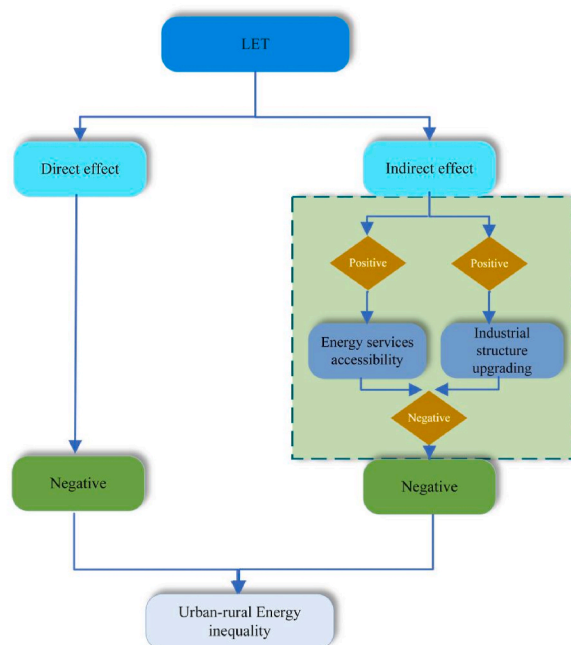 LET
Direct effect
Indirect effect
Positive
Positive
Energy services
accessibility
Industrial
structure
upgrading
Negative
Negative
Negative
Urban-rural Energy
inequality